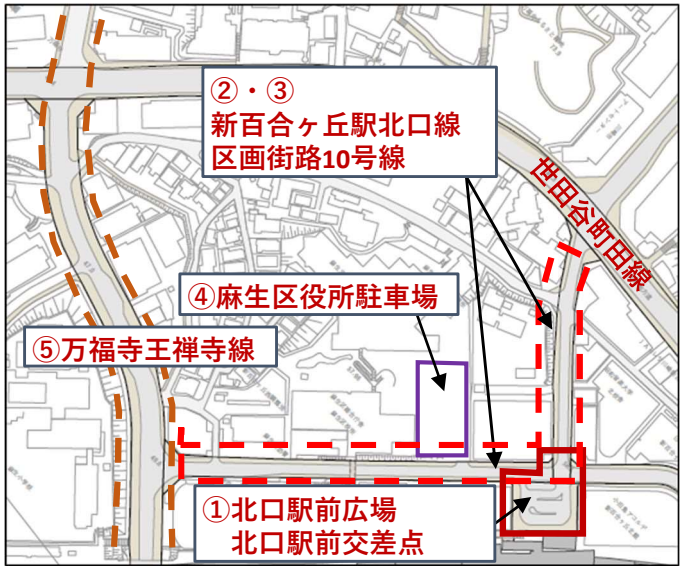 ②・③
新百合ヶ丘駅北口線
区画街路10号線
世田谷町田線
④麻生区役所駐車場
⑤万福寺王禅寺線
①北口駅前広場
北口駅前交差点